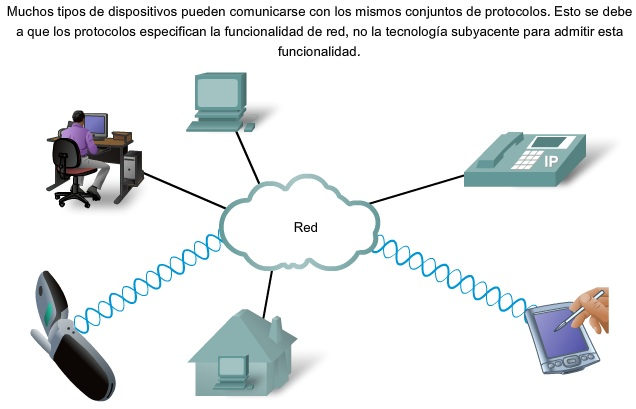 Muchos tipos de dispositivos pueden comunicarse con los mismos conjuntos de protocolos. Esto se debe
a que los protocolos especifican la funcionalidad de red, no la tecnología subyacente para admitir esta
funcionalidad.
IP
Red